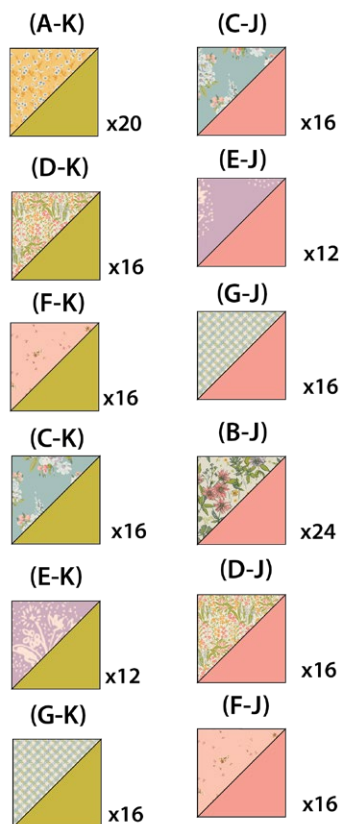 (A-K)
x20
(D-K)
x16
(F-K)
x16
(C-K)
x16
(E-K)
x12
(G-K)
x16
(C-J)
x16
(E-J)
x12
(G-J)
x16
(B-J)
x24
(D-J)
x16
(F-J)
x16